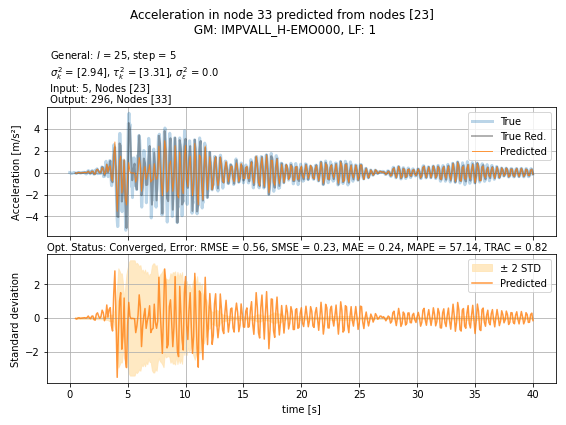 Acceleration in node 33 predicted from nodes [23]
GM: IMPVALL_H-EMO000, LF: 1
General: l = 25, step = 5
σ²ₖ = [2.94], τ²ₖ = [3.31], σ²ε = 0.0
Input: 5, Nodes [23]
Output: 296, Nodes [33]
Acceleration [m/s²]
4
2
0
−2
−4
True
True Red.
Predicted
Opt. Status: Converged, Error: RMSE = 0.56, SMSE = 0.23, MAE = 0.24, MAPE = 57.14, TRAC = 0.82
Standard deviation
2
0
−2
± 2 STD
Predicted
0 5 10 15 20 25 30 35 40
time [s]